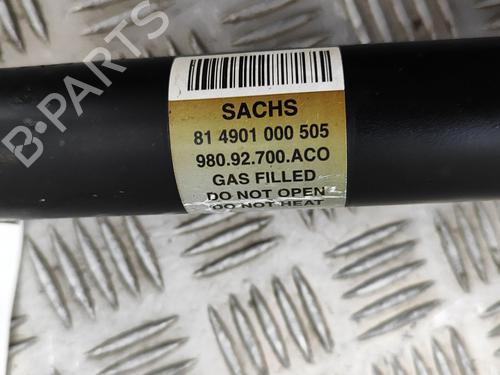 B-PARTS
SACHS
81 4901 000 505
980.92.700.ACO
GAS FILLED
DO NOT OPEN
DO NOT HEAT